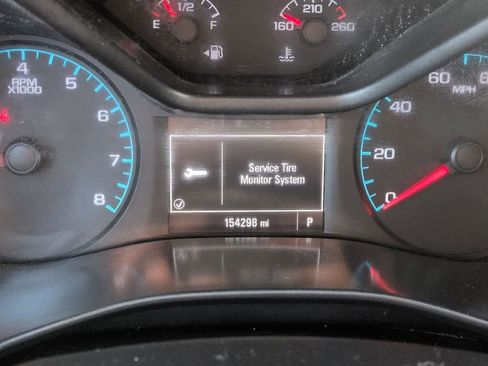 1/2
E F
210
160 260
4 5 6 7 8
RPM
X1000
Service Tire
Monitor System
154298 mi P
0 20 40 60
MPH